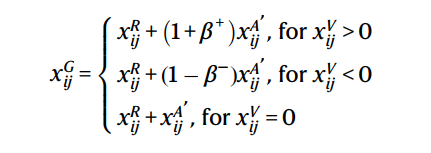 x_{ij}^{R} + (1+β^{+})x_{ij}^{A'}, for x_{ij}^{V} > 0
x_{ij}^{G} = { x_{ij}^{R} + (1 − β^{−})x_{ij}^{A'}, for x_{ij}^{V} < 0
x_{ij}^{R} + x_{ij}^{A'}, for x_{ij}^{V} = 0